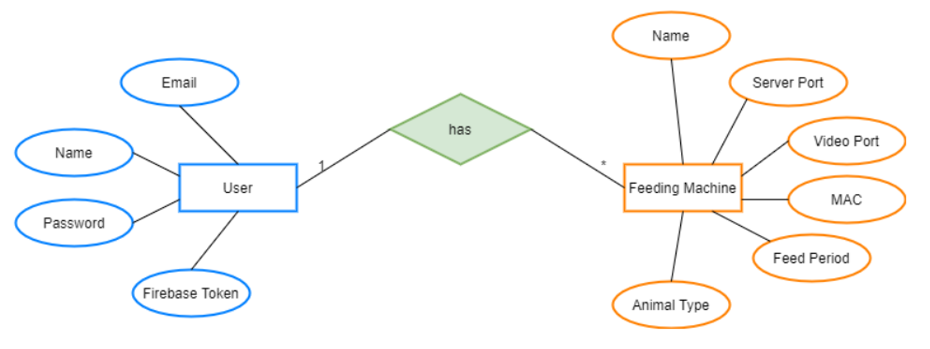 Name
Email
Server Port
has
Video Port
Name
1
*
User
Feeding Machine
MAC
Password
Feed Period
Firebase Token
Animal Type